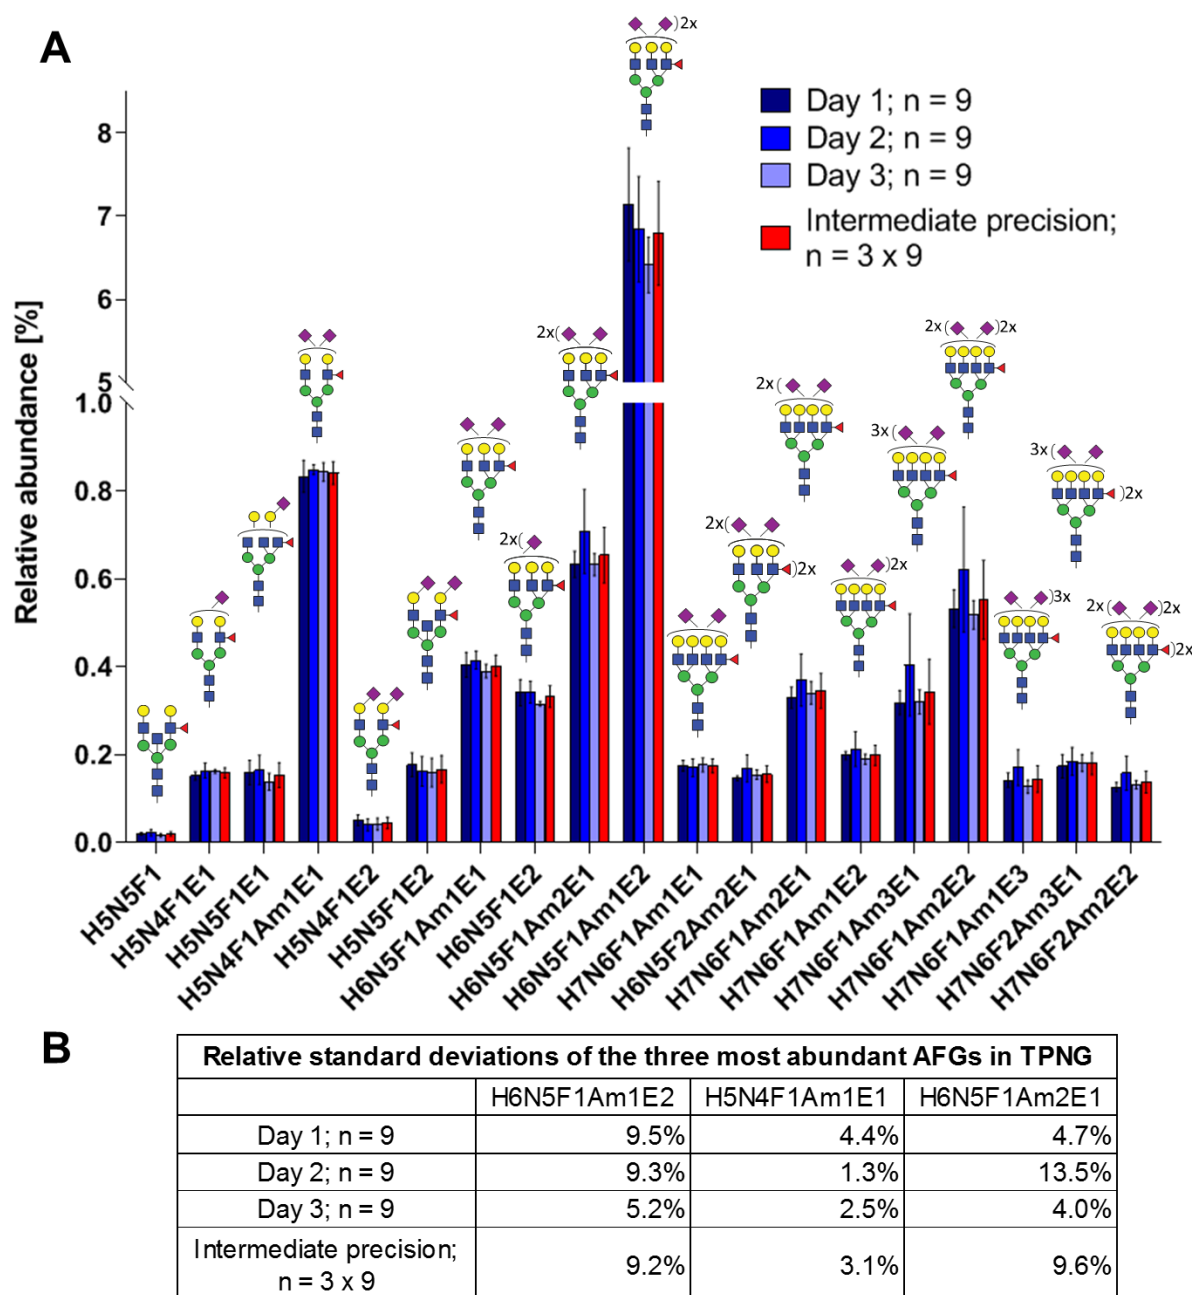 A
Day 1; n = 9
Day 2; n = 9
Day 3; n = 9
Intermediate precision;
n = 3 x 9
Relative abundance [%]
8
7
6
5
1.0
0.8
0.6
0.4
0.2
0.0
)2x
2x(
2x(
2x(
)2x
2x(
)2x
3x(
2x(
)2x
)3x
3x(
)2x
2x(
)2x
)2x
H5N5F1
H5N4F1E1
H5N5F1E1
H5N4F1Am1E1
H5N4F1E2
H5N5F1E2
H6N5F1Am1E1
H6N5F1E2
H6N5F1Am2E1
H6N5F1Am1E2
H7N6F1Am1E1
H6N5F2Am2E1
H7N6F1Am2E1
H7N6F1Am1E2
H7N6F1Am3E1
H7N6F1Am2E2
H7N6F1Am1E3
H7N6F2Am3E1
H7N6F2Am2E2
B
Relative standard deviations of the three most abundant AFGs in TPNG
H6N5F1Am1E2 H5N4F1Am1E1 H6N5F1Am2E1
Day 1; n = 9 9.5% 4.4% 4.7%
Day 2; n = 9 9.3% 1.3% 13.5%
Day 3; n = 9 5.2% 2.5% 4.0%
Intermediate precision;
n = 3 x 9 9.2% 3.1% 9.6%